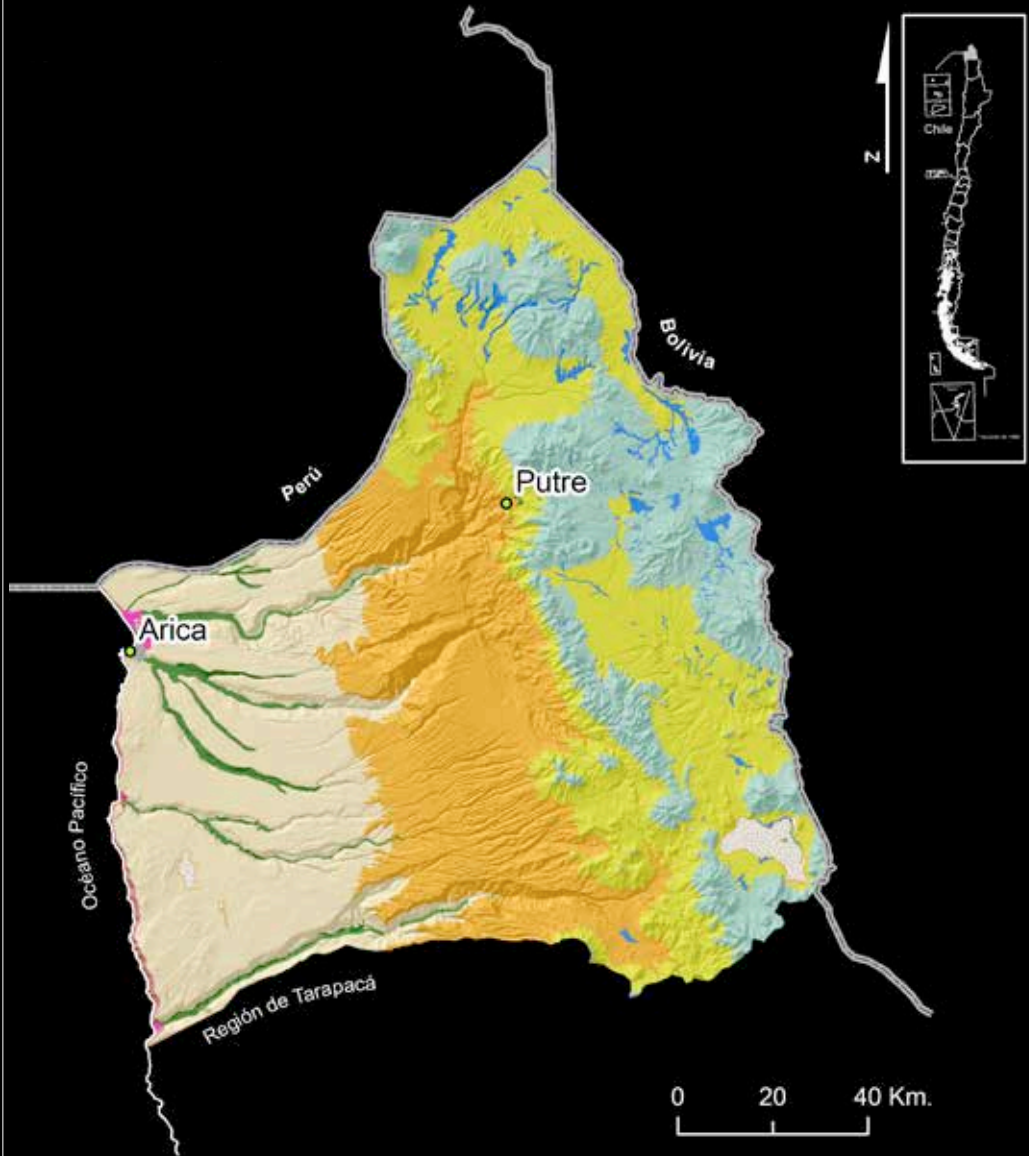 N
Chile
Bolivia
Perú
Putre
Arica
Océano Pacífico
Región de Tarapacá
0 20 40 Km.